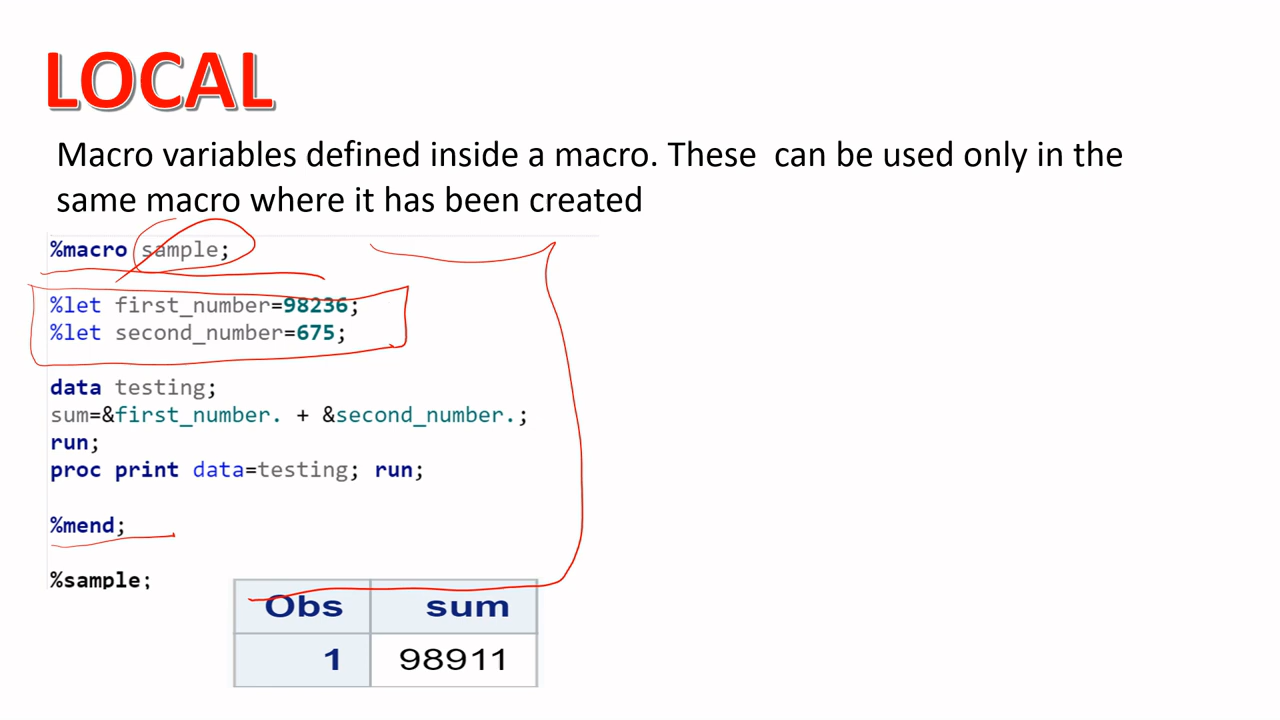 LOCAL
Macro variables defined inside a macro. These can be used only in the
same macro where it has been created
%macro sample;
%let first_number=98236;
%let second_number=675;
data testing;
sum=&first_number. + &second_number.;
run;
proc print data=testing; run;
%mend;
%sample;
Obs sum
1 98911